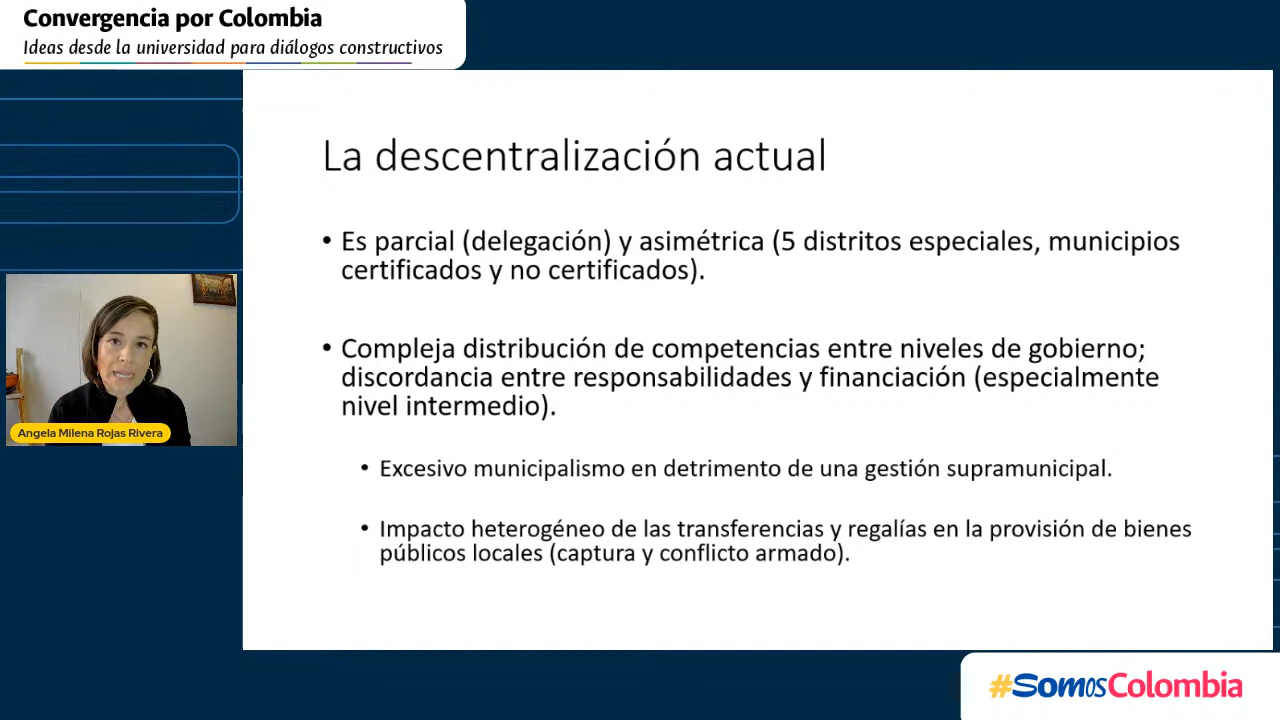 Convergencia por Colombia
Ideas desde la universidad para diálogos constructivos
La descentralización actual
• Es parcial (delegación) y asimétrica (5 distritos especiales, municipios
certificados y no certificados).
• Compleja distribución de competencias entre niveles de gobierno;
discordancia entre responsabilidades y financiación (especialmente
nivel intermedio).
• Excesivo municipalismo en detrimento de una gestión supramunicipal.
• Impacto heterogéneo de las transferencias y regalías en la provisión de bienes
públicos locales (captura y conflicto armado).
Angela Milena Rojas Rivera
#SomosColombia